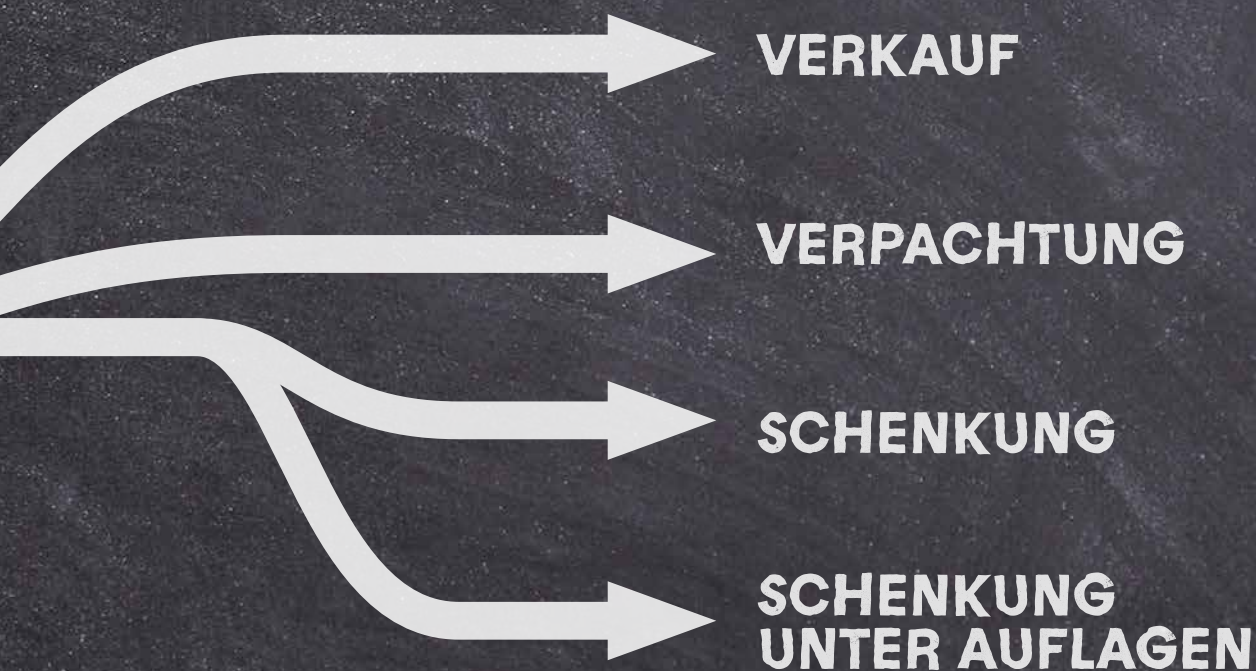 VERKAUF
VERPACHTUNG
SCHENKUNG
SCHENKUNG
UNTER AUFLAGEN